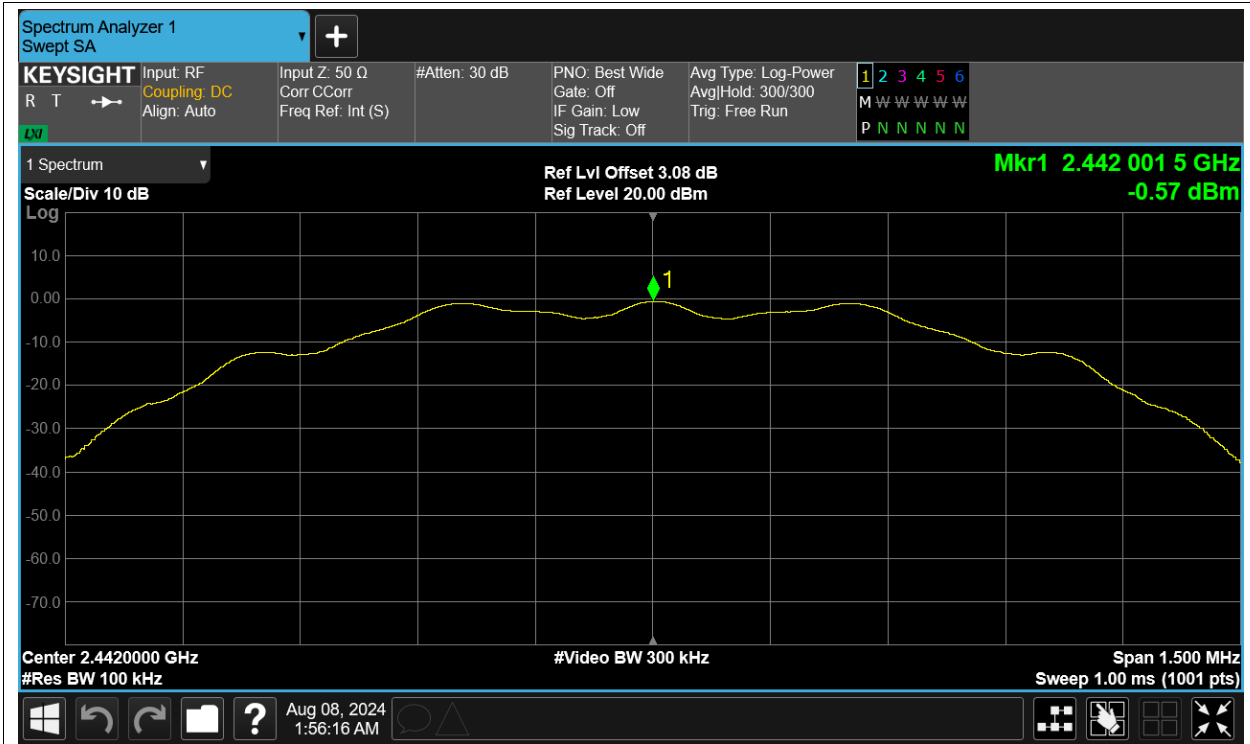 Spectrum Analyzer 1
Swept SA
KEYSIGHT
R T
LXI
Input: RF
Coupling: DC
Align: Auto
Input Z: 50 Ω
Corr CCorr
Freq Ref: Int (S)
#Atten: 30 dB
PNO: Best Wide
Gate: Off
IF Gain: Low
Sig Track: Off
Avg Type: Log-Power
Avg|Hold: 300/300
Trig: Free Run
1 2 3 4 5 6
M W W W W W
P N N N N N
1 Spectrum
Scale/Div 10 dB
Log
Ref Lvl Offset 3.08 dB
Ref Level 20.00 dBm
Mkr1 2.442 001 5 GHz
-0.57 dBm
10.0
0.00
1
-10.0
-20.0
-30.0
-40.0
-50.0
-60.0
-70.0
Center 2.4420000 GHz
#Res BW 100 kHz
#Video BW 300 kHz
Span 1.500 MHz
Sweep 1.00 ms (1001 pts)
?
Aug 08, 2024
1:56:16 AM